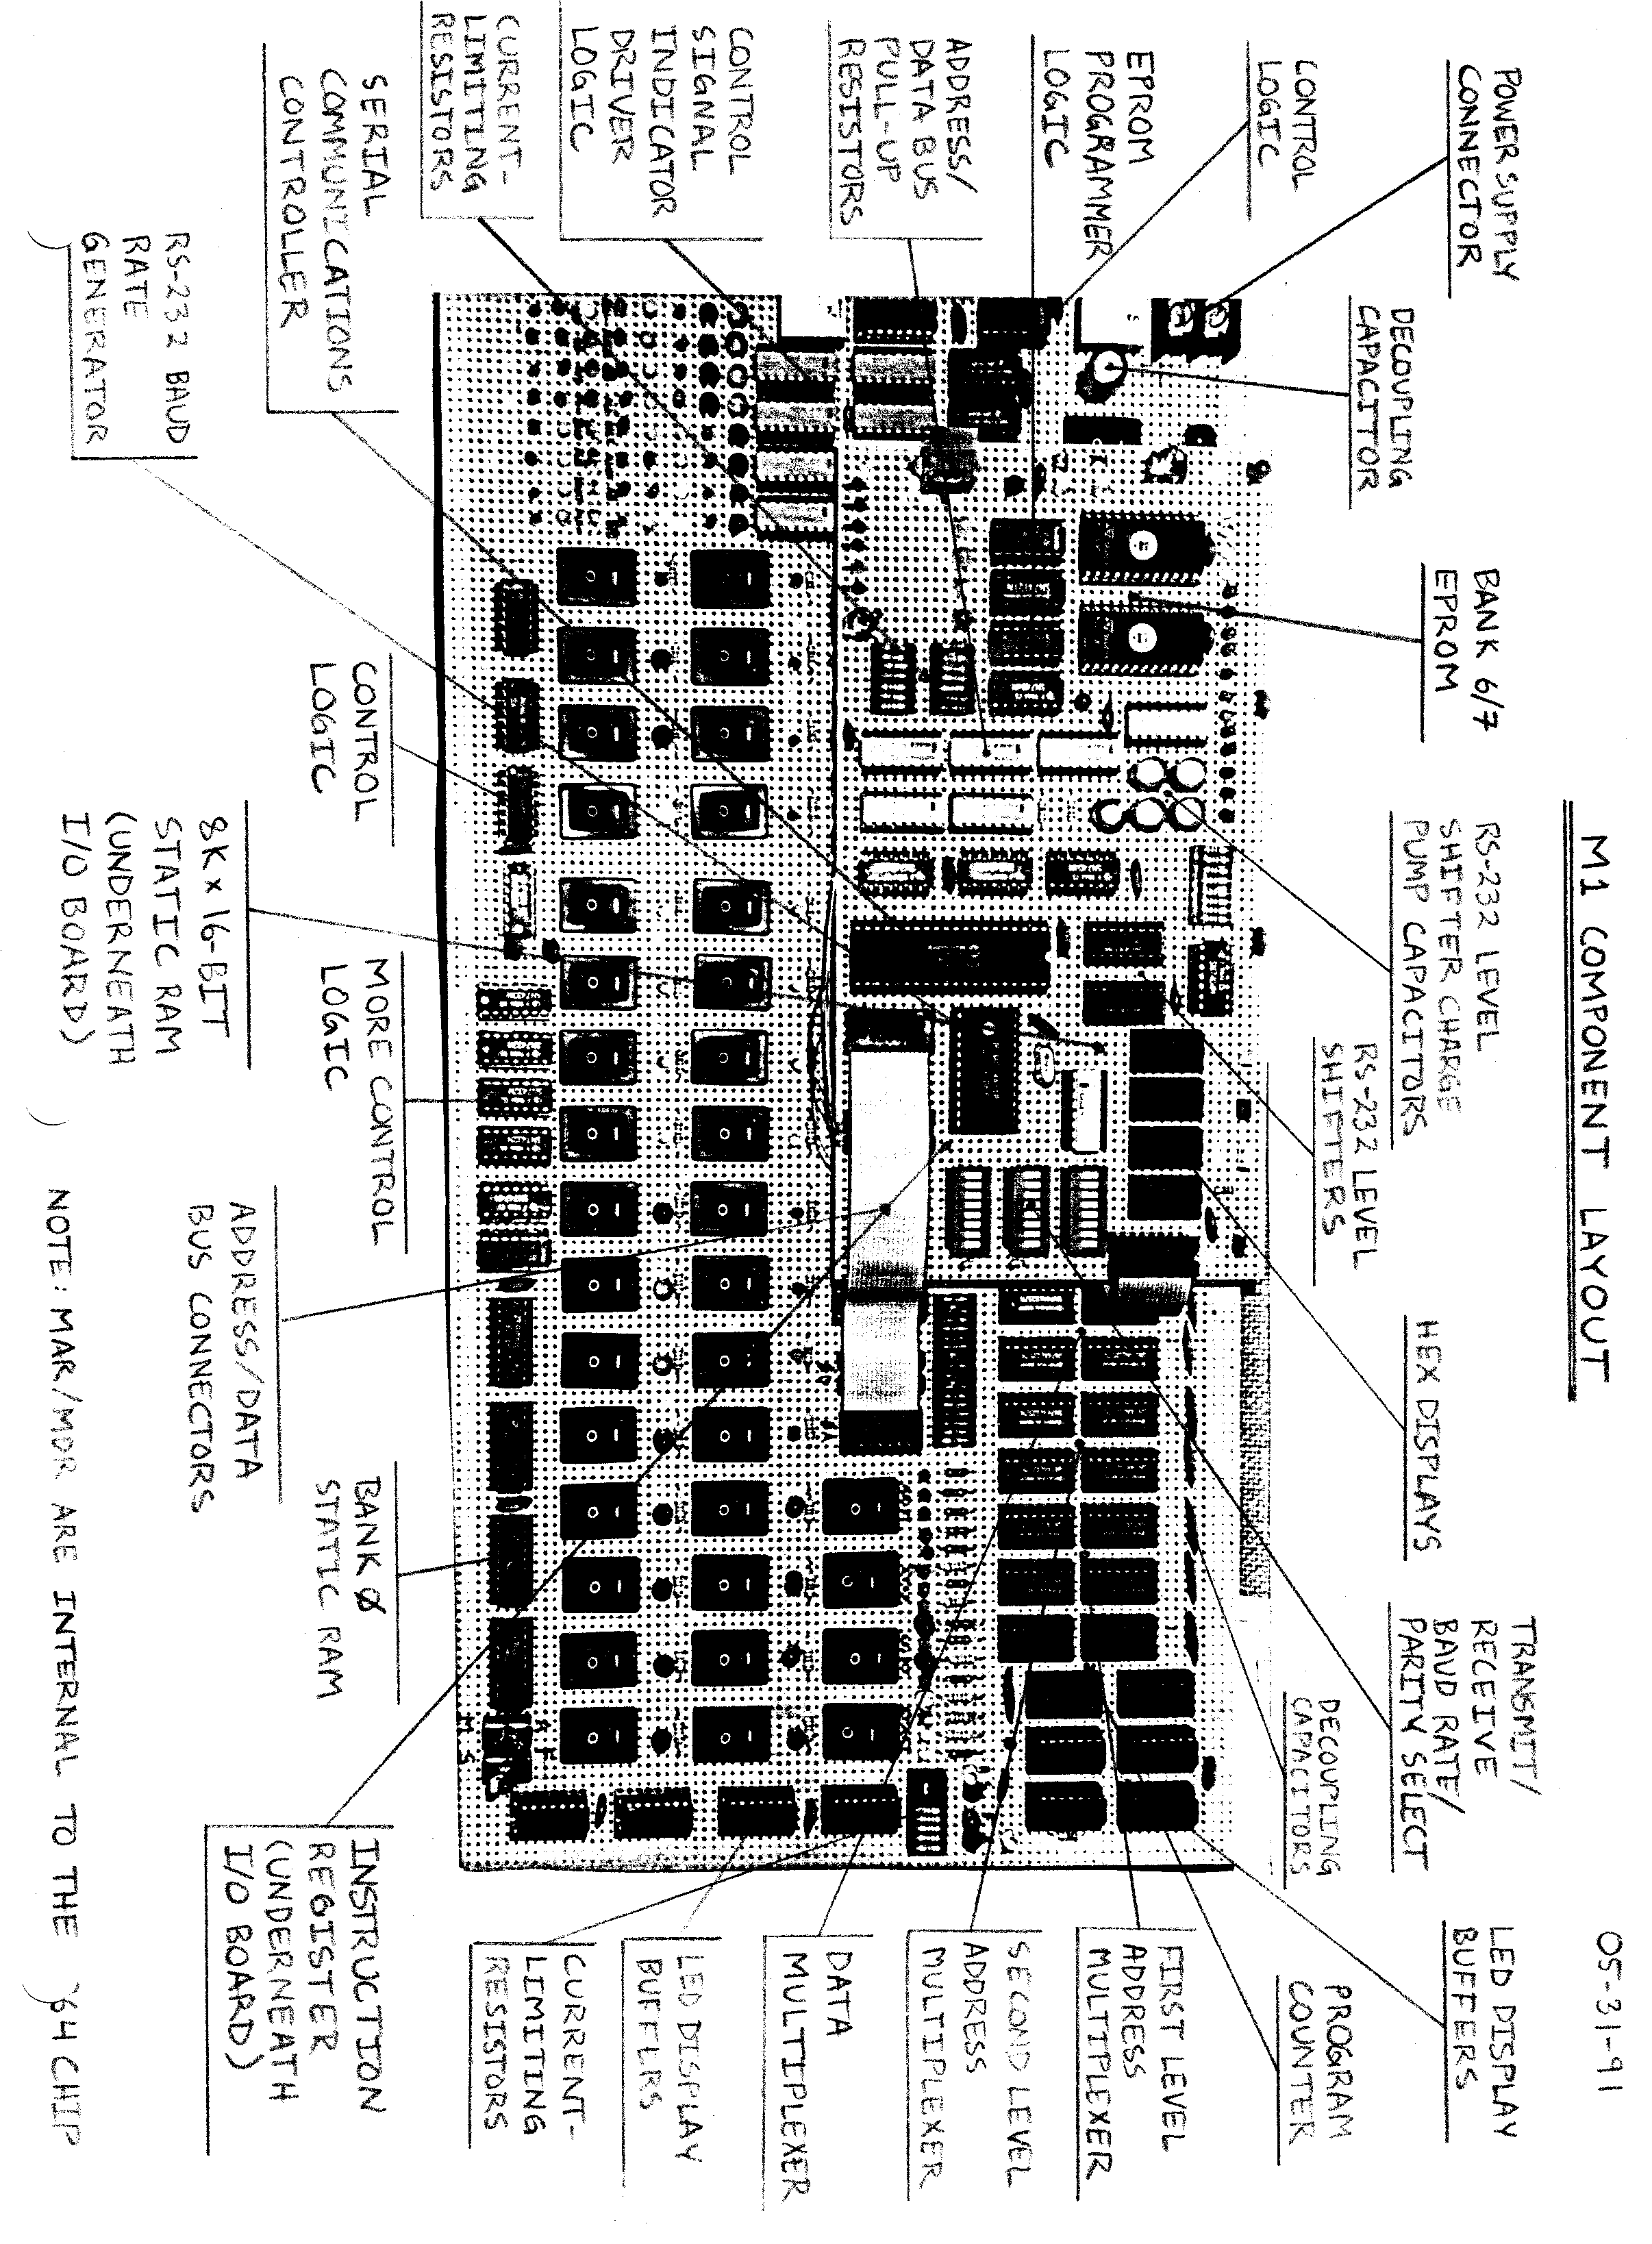 M1 COMPONENT LAYOUT
05-31-91
POWER SUPPLY
CONNECTOR
DECOUPLING
CAPACITOR
BANK 6/7
EPROM
RS-232 LEVEL
SHIFTER CHARGE
PUMP CAPACITORS
RS-232 LEVEL
SHIFTERS
HEX DISPLAYS
TRANSMIT/
RECEIVE
BAUD RATE/
PARITY SELECT
DECOUPLING
CAPACITORS
LED DISPLAY
BUFFERS
PROGRAM
COUNTER
FIRST LEVEL
ADDRESS
MULTIPLEXER
SECOND LEVEL
ADDRESS
MULTIPLEXER
DATA
MULTIPLEXER
LED DISPLAY
BUFFERS
CURRENT-
LIMITING
RESISTORS
CONTROL
LOGIC
EPROM
PROGRAMMER
LOGIC
ADDRESS/
DATA BUS
PULL-UP
RESISTORS
CONTROL
SIGNAL
INDICATOR
DRIVER
LOGIC
CURRENT-
LIMITING
RESISTORS
SERIAL
COMMUNICATIONS
CONTROLLER
RS-232 BAUD
RATE
GENERATOR
CONTROL
LOGIC
8K x 16-BIT
STATIC RAM
(UNDERNEATH
I/O BOARD)
MORE CONTROL
LOGIC
ADDRESS/DATA
BUS CONNECTORS
BANK Ø
STATIC RAM
INSTRUCTION
REGISTER
(UNDERNEATH
I/O BOARD)
NOTE: MAR/MDR ARE INTERNAL TO THE '64 CHIP